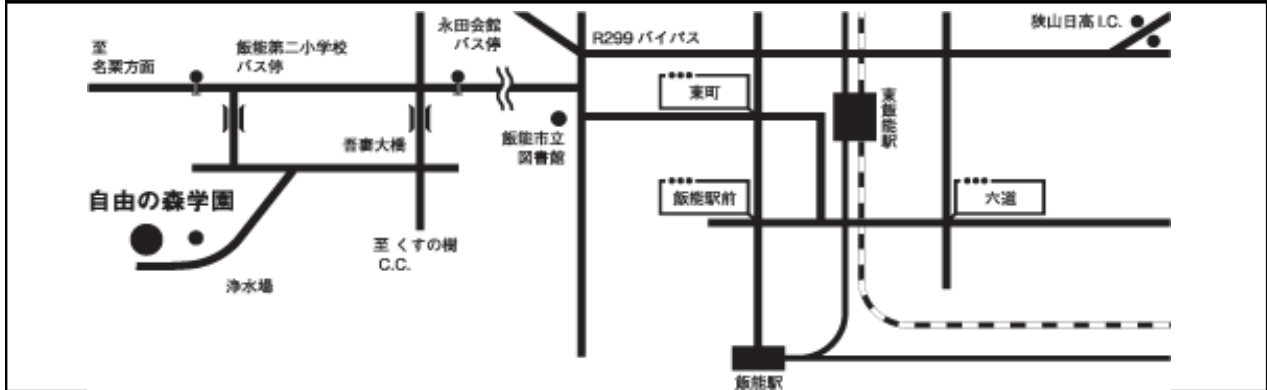 至
名栗方面
飯能第二小学校
バス停
永田会館
バス停
R299 バイパス
狭山日高 I.C.
東町
東飯能駅
飯能市立
図書館
吾妻大橋
自由の森学園
飯能駅前
六道
至 くすの樹
C.C.
浄水場
飯能駅